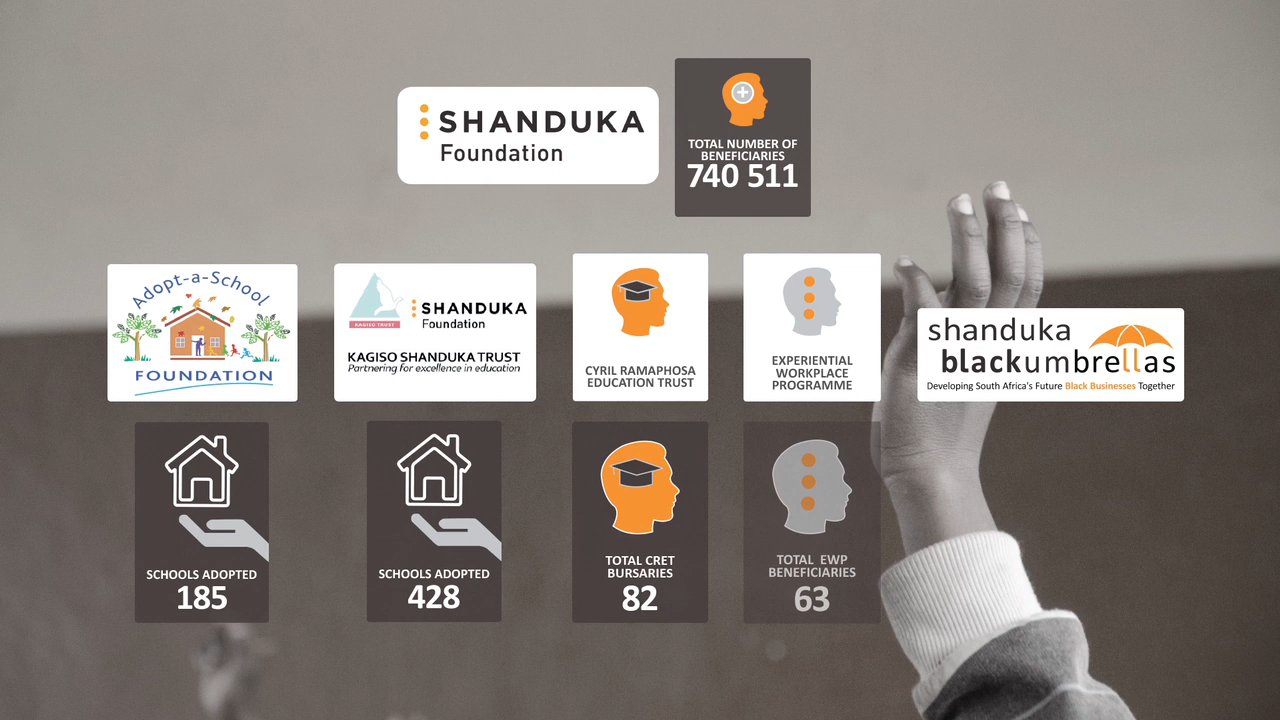 SHANDUKA
Foundation
TOTAL NUMBER OF
BENEFICIARIES
740 511
Adopt-a-School
FOUNDATION
KAGISO TRUST
SHANDUKA
Foundation
KAGISO SHANDUKA TRUST
Partnering for excellence in education
CYRIL RAMAPHOSA
EDUCATION TRUST
EXPERIENTIAL
WORKPLACE
PROGRAMME
shanduka
blackumbrellas
Developing South Africa's Future Black Businesses Together
SCHOOLS ADOPTED
185
SCHOOLS ADOPTED
428
TOTAL CRET
BURSARIES
82
TOTAL EWP
BENEFICIARIES
63